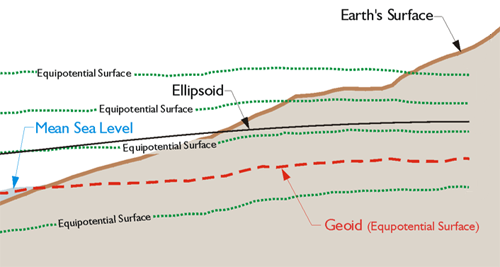 Earth's Surface
Equipotential Surface
Ellipsoid
Equipotential Surface
Mean Sea Level
Equipotential Surface
Equipotential Surface
Geoid (Equpotential Surface)